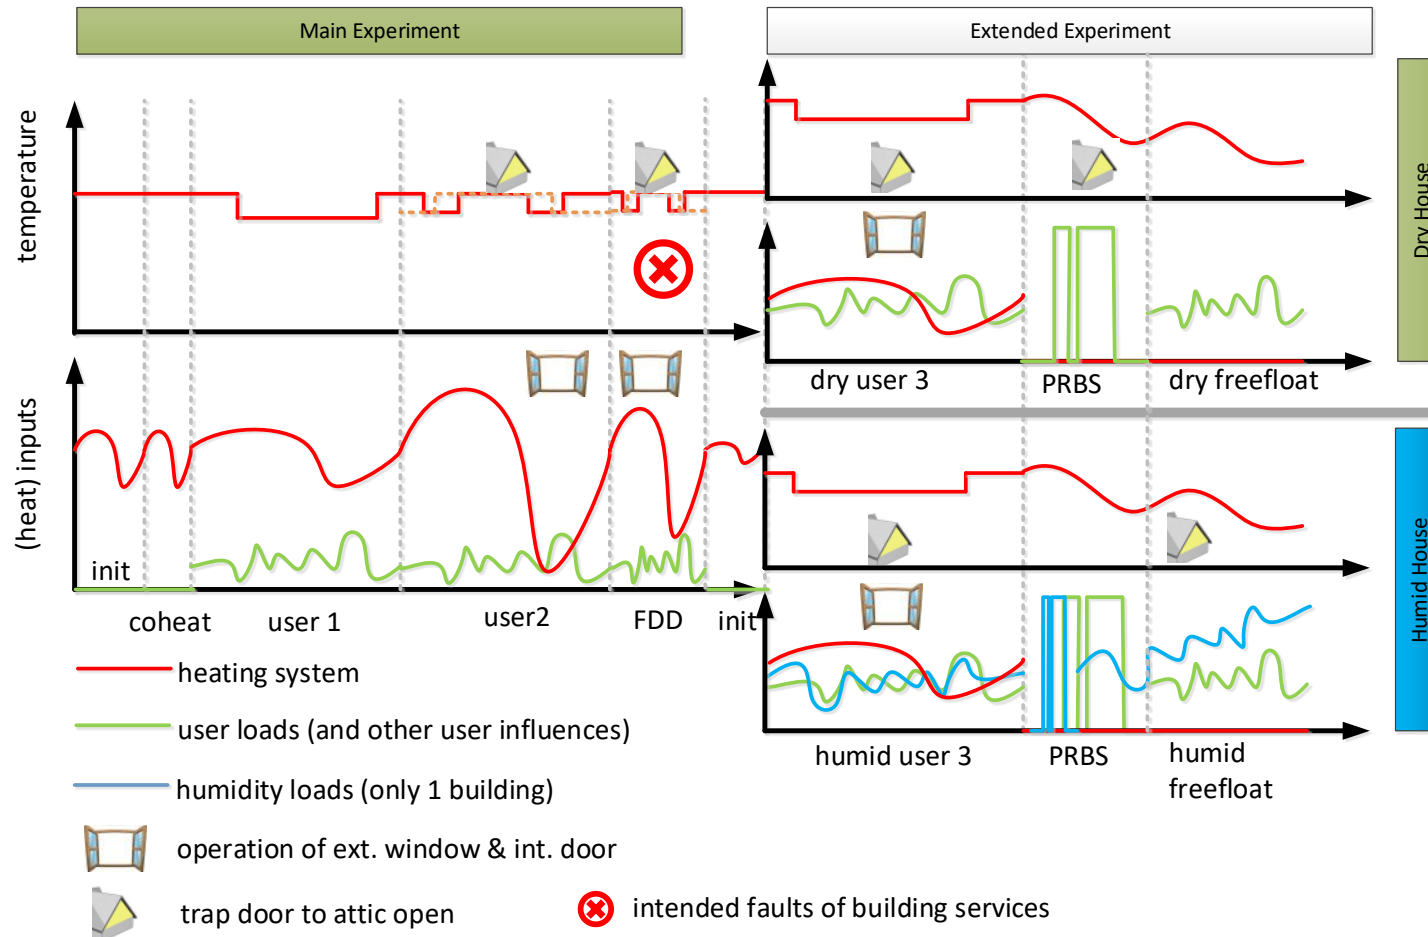 Main Experiment
Extended Experiment
temperature
Dry House
dry user 3
PRBS
dry freefloat
(heat) inputs
init
coheat
user 1
user2
FDD
init
Humid House
humid user 3
PRBS
humid
freefloat
heating system
user loads (and other user influences)
humidity loads (only 1 building)
operation of ext. window & int. door
trap door to attic open
intended faults of building services